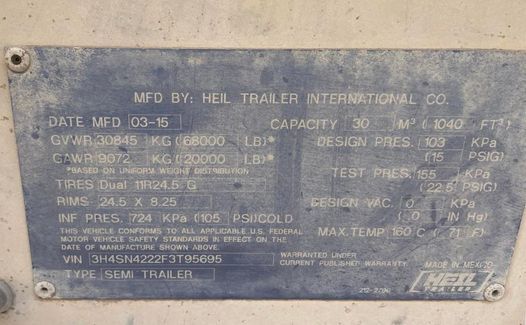 MFD BY: HEIL TRAILER INTERNATIONAL CO.
DATE MFD 03-15 CAPACITY 30 M³ ( 1040 FT³)
GVWR 30845 KG ( 68000 LB)* DESIGN PRES. 103 KPa
GAWR 9072 KG ( 20000 LB)* ( 15 PSIG)
*BASED ON UNIFORM WEIGHT DISTRIBUTION TEST PRES. 155 KPa
TIRES Dual 11R24.5 G ( 22.5 PSIG)
RIMS 24.5 X 8.25 DESIGN VAC. 0 KPa
INF PRES. 724 KPa ( 105 PSI)COLD ( 0 IN Hg)
THIS VEHICLE CONFORMS TO ALL APPLICABLE U.S. FEDERAL MAX.TEMP 160 C ( 71 F)
MOTOR VEHICLE SAFETY STANDARDS IN EFFECT ON THE
DATE OF MANUFACTURE SHOWN ABOVE.
VIN 3H4SN4222F3T95695 WARRANTED UNDER MADE IN MEXICO
CURRENT PUBLISHED WARRANTY.
TYPE SEMI TRAILER HEIL
TRAILER